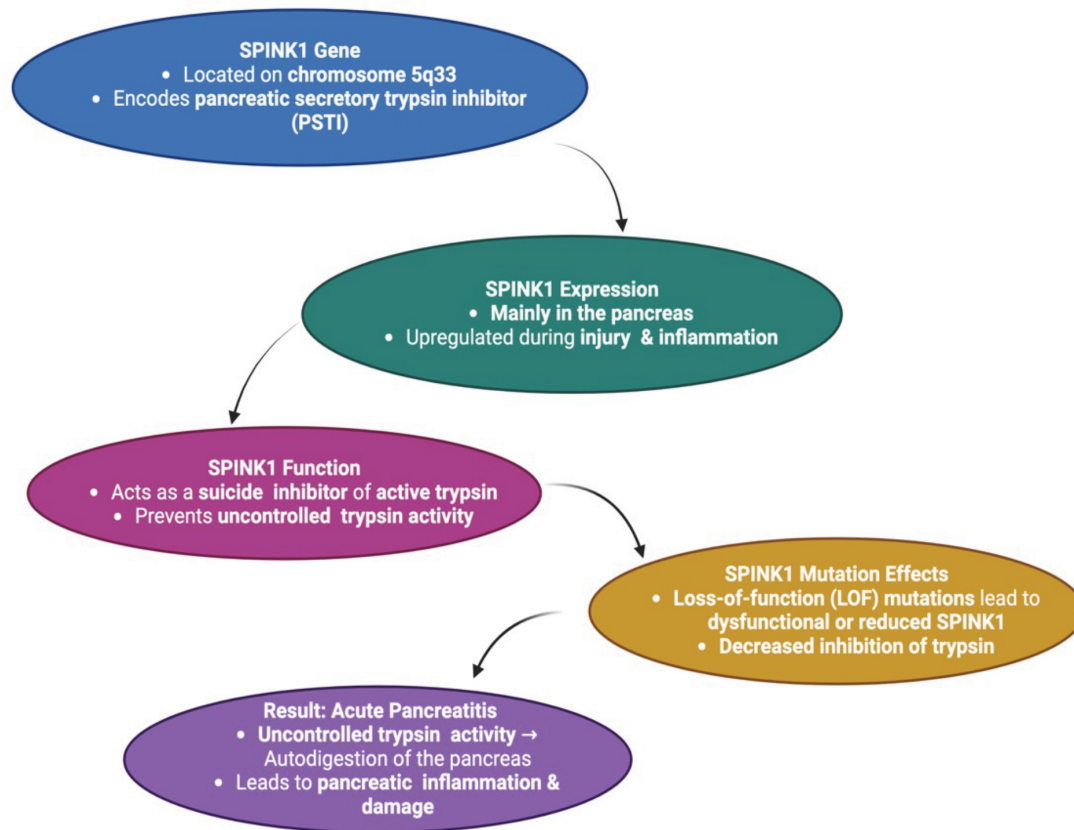 SPINK1 Gene
• Located on chromosome 5q33
• Encodes pancreatic secretory trypsin inhibitor
(PSTI)
SPINK1 Expression
• Mainly in the pancreas
• Upregulated during injury & inflammation
SPINK1 Function
• Acts as a suicide inhibitor of active trypsin
• Prevents uncontrolled trypsin activity
SPINK1 Mutation Effects
• Loss-of-function (LOF) mutations lead to
dysfunctional or reduced SPINK1
• Decreased inhibition of trypsin
Result: Acute Pancreatitis
• Uncontrolled trypsin activity →
Autodigestion of the pancreas
• Leads to pancreatic inflammation &
damage